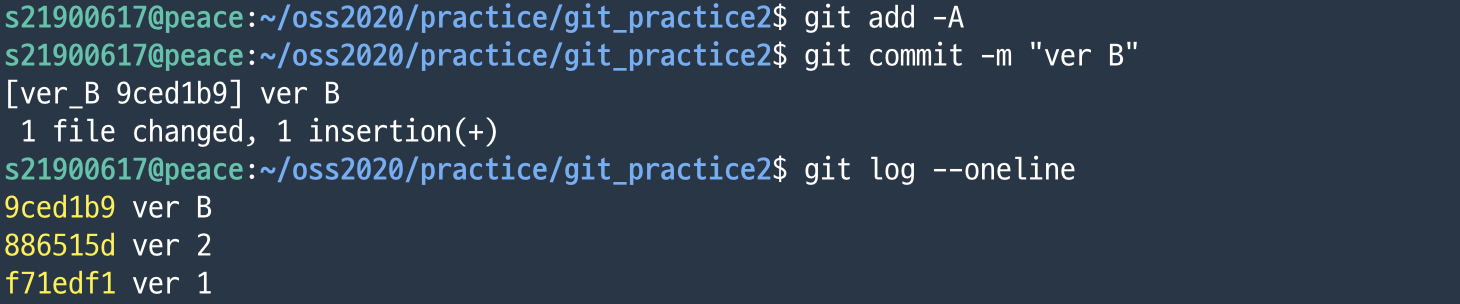 s21900617@peace:~/oss2020/practice/git_practice2$ git add -A
s21900617@peace:~/oss2020/practice/git_practice2$ git commit -m "ver B"
[ver_B 9ced1b9] ver B
 1 file changed, 1 insertion(+)
s21900617@peace:~/oss2020/practice/git_practice2$ git log --oneline
9ced1b9 ver B
886515d ver 2
f71edf1 ver 1